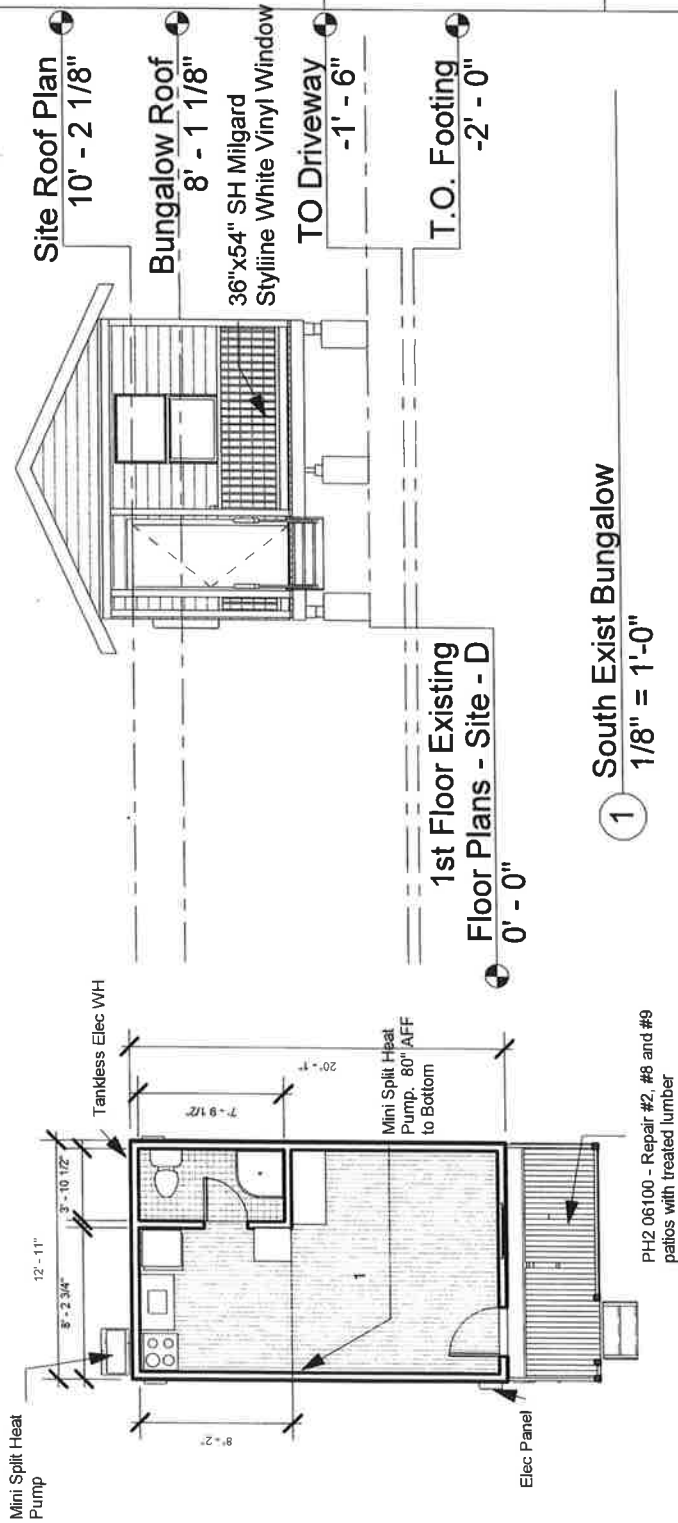 Site Roof Plan
10' - 2 1/8"
Bungalow Roof
8' - 1 1/8"
36"x54" SH Milgard
Styliine White Vinyl Window
TO Driveway
-1' - 6"
T.O. Footing
-2' - 0"
1st Floor Existing
Floor Plans - Site - D
0' - 0"
1
South Exist Bungalow
1/8" = 1'-0"
Mini Split Heat
Pump
Tankless Elec WH
12' - 11"
8' - 2 3/4"
3' - 10 1/2"
7' - 9 1/2"
20' - 1"
8' - 2"
Mini Split Heat
Pump. 80" AFF
to Bottom
1
Elec Panel
PH2 06100 - Repair #2, #8 and #9
patios with treated lumber